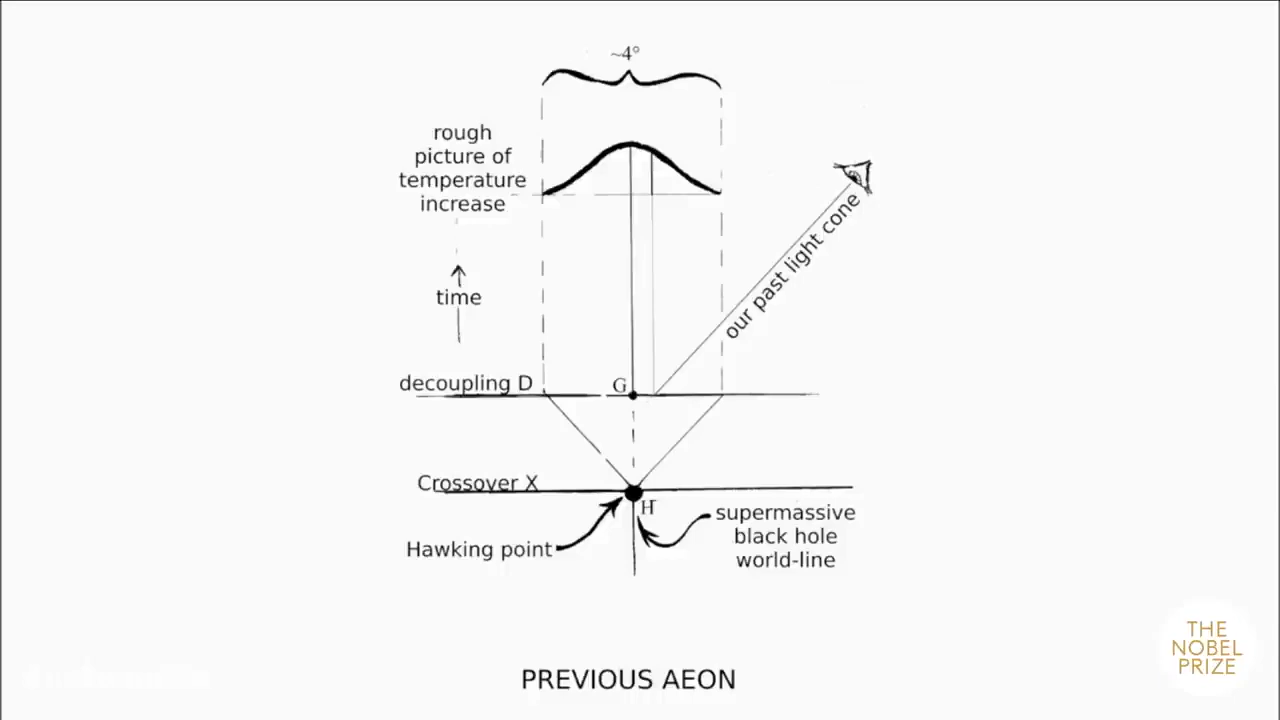 ~4°
rough
picture of
temperature
increase
time
our past light cone
decoupling D
G
Crossover X
H
Hawking point
supermassive
black hole
world-line
PREVIOUS AEON
THE
NOBEL
PRIZE